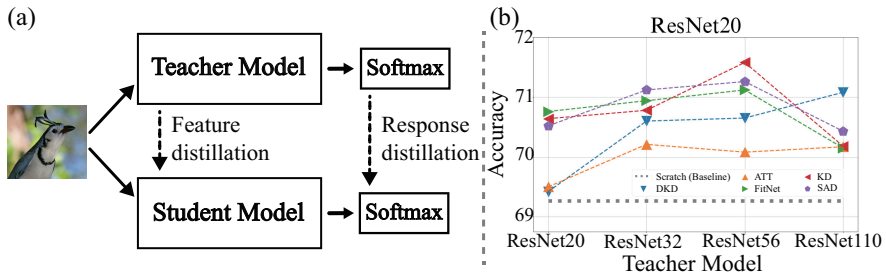 (a)
Teacher Model
Softmax
Feature
distillation
Response
distillation
Student Model
Softmax
(b)
ResNet20
Accuracy
72
71
70
69
Scratch (Baseline)
DKD
ATT
FitNet
KD
SAD
ResNet20 ResNet32 ResNet56 ResNet110
Teacher Model